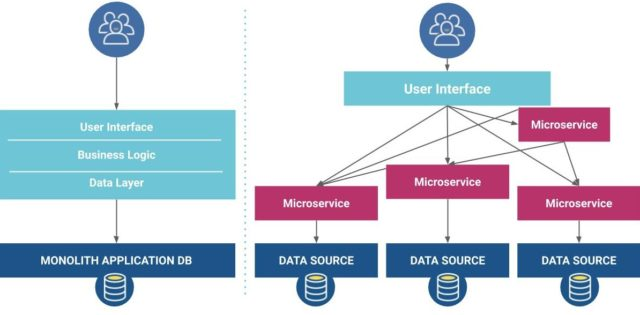 User Interface
Business Logic
Data Layer
MONOLITH APPLICATION DB
User Interface
Microservice
Microservice
Microservice
Microservice
DATA SOURCE
DATA SOURCE
DATA SOURCE